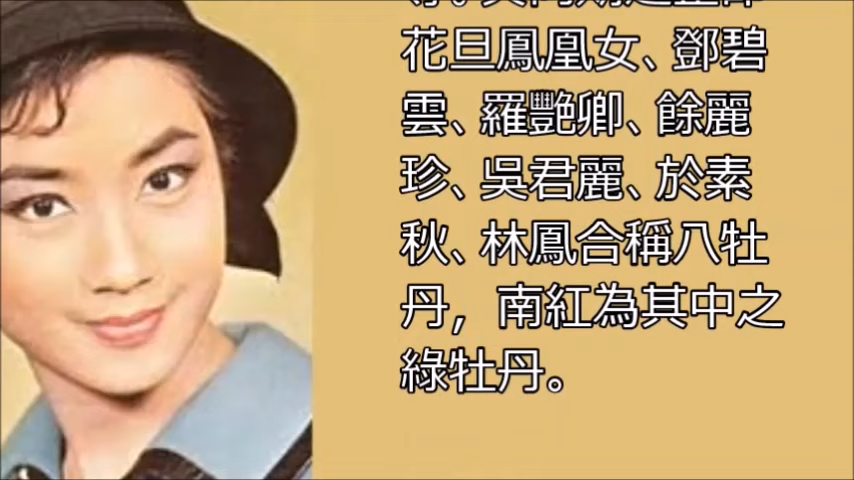 花旦鳳凰女、鄧碧
雲、羅艷卿、餘麗
珍、吳君麗、於素
秋、林鳳合稱八牡
丹，南紅為其中之
綠牡丹。